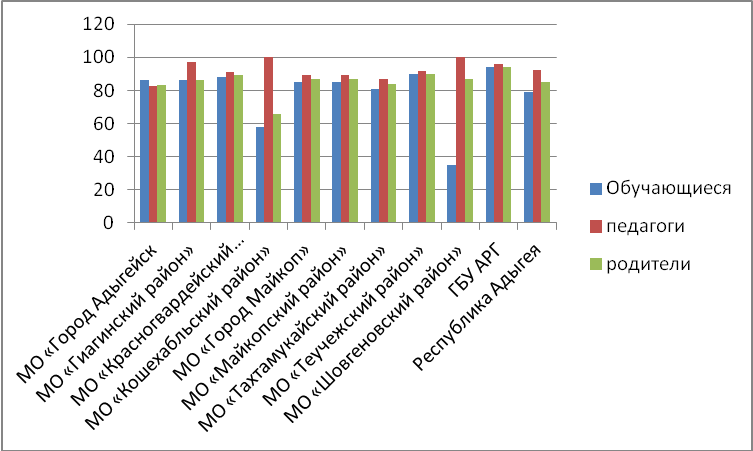 120
100
80
60
40
20
0
МО «Город Адыгейск
МО «Гиагинский район»
МО «Красногвардейский...
МО «Кошехабльский район»
МО «Город Майкоп»
МО «Майкопский район»
МО «Тахтамукайский район»
МО «Теучежский район»
МО «Шовгеновский район»
ГБУ АРГ
Республика Адыгея
Обучающиеся
педагоги
родители